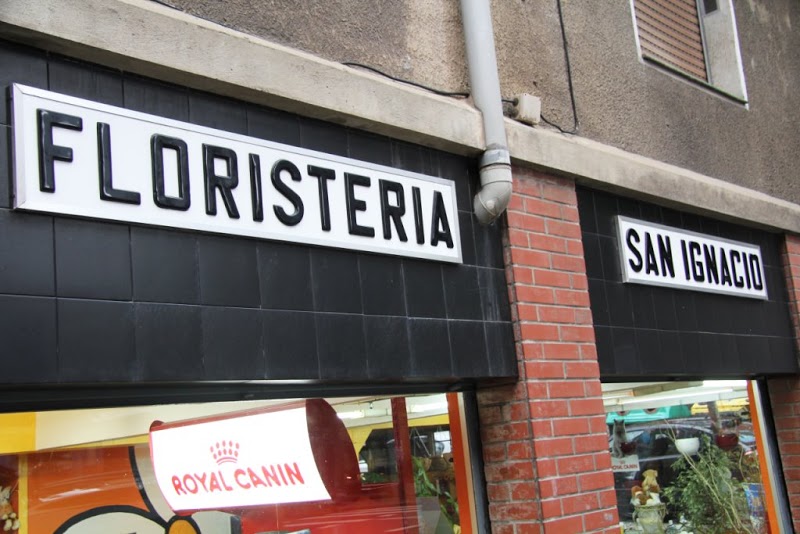 FLORISTERIA
SAN IGNACIO
ROYAL CANIN